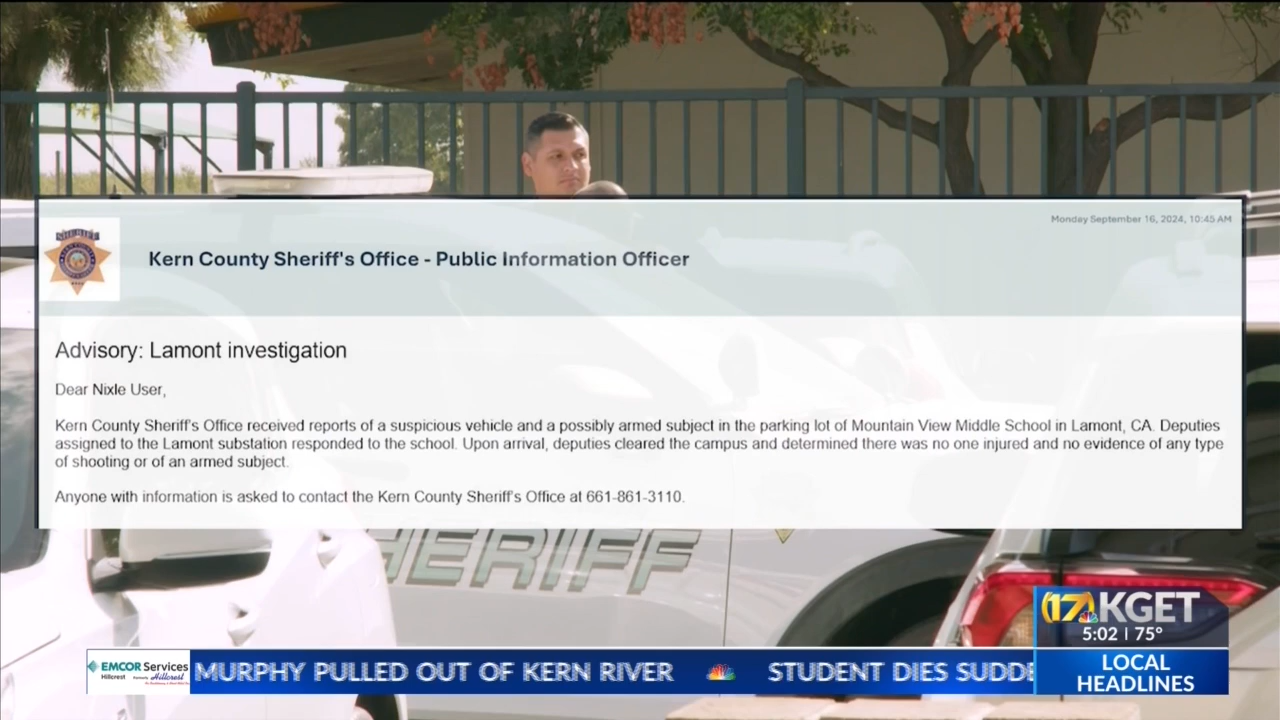 Monday September 16, 2024, 10:45 AM
SHERIFF
Kern County Sheriff's Office - Public Information Officer
Advisory: Lamont investigation
Dear Nixle User,
Kern County Sheriff's Office received reports of a suspicious vehicle and a possibly armed subject in the parking lot of Mountain View Middle School in Lamont, CA. Deputies
assigned to the Lamont substation responded to the school. Upon arrival, deputies cleared the campus and determined there was no one injured and no evidence of any type
of shooting or of an armed subject.
Anyone with information is asked to contact the Kern County Sheriff's Office at 661-861-3110.
HERIFF
17 KGET
5:02 | 75°
EMCOR Services
Hillcrest Formerly Hillcrest
MURPHY PULLED OUT OF KERN RIVER STUDENT DIES SUDDE
LOCAL
HEADLINES